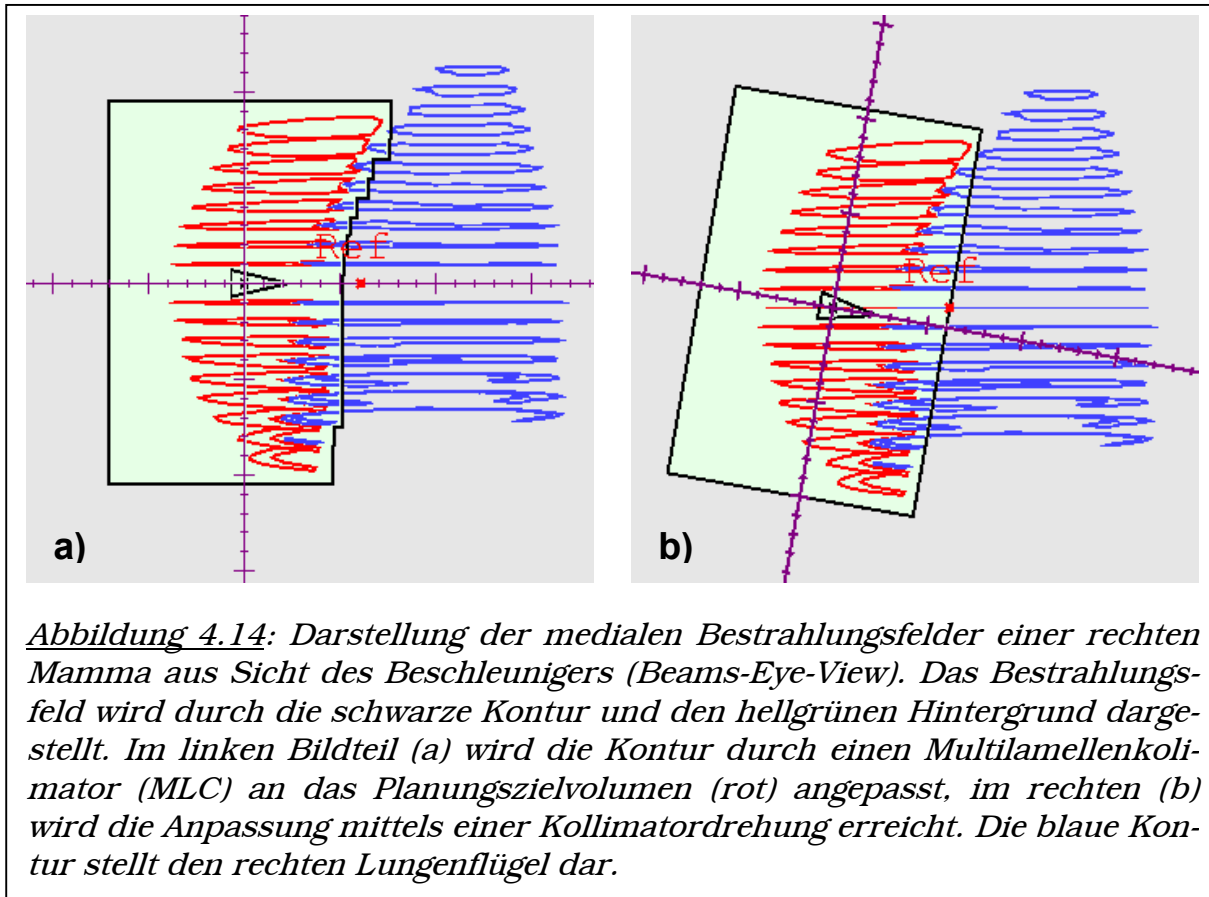 Ref
Ref
a)
b)
Abbildung 4.14: Darstellung der medialen Bestrahlungsfelder einer rechten
Mamma aus Sicht des Beschleunigers (Beams-Eye-View). Das Bestrahlungs-
feld wird durch die schwarze Kontur und den hellgrünen Hintergrund darge-
stellt. Im linken Bildteil (a) wird die Kontur durch einen Multilamellenkoli-
mator (MLC) an das Planungszielvolumen (rot) angepasst, im rechten (b)
wird die Anpassung mittels einer Kollimatordrehung erreicht. Die blaue Kon-
tur stellt den rechten Lungenflügel dar.